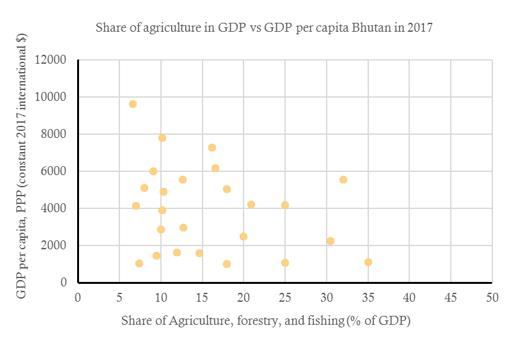 Share of agriculture in GDP vs GDP per capita Bhutan in 2017
GDP per capita, PPP (constant 2017 international $)
12000
10000
8000
6000
4000
2000
0
0 5 10 15 20 25 30 35 40 45 50
Share of Agriculture, forestry, and fishing (% of GDP)